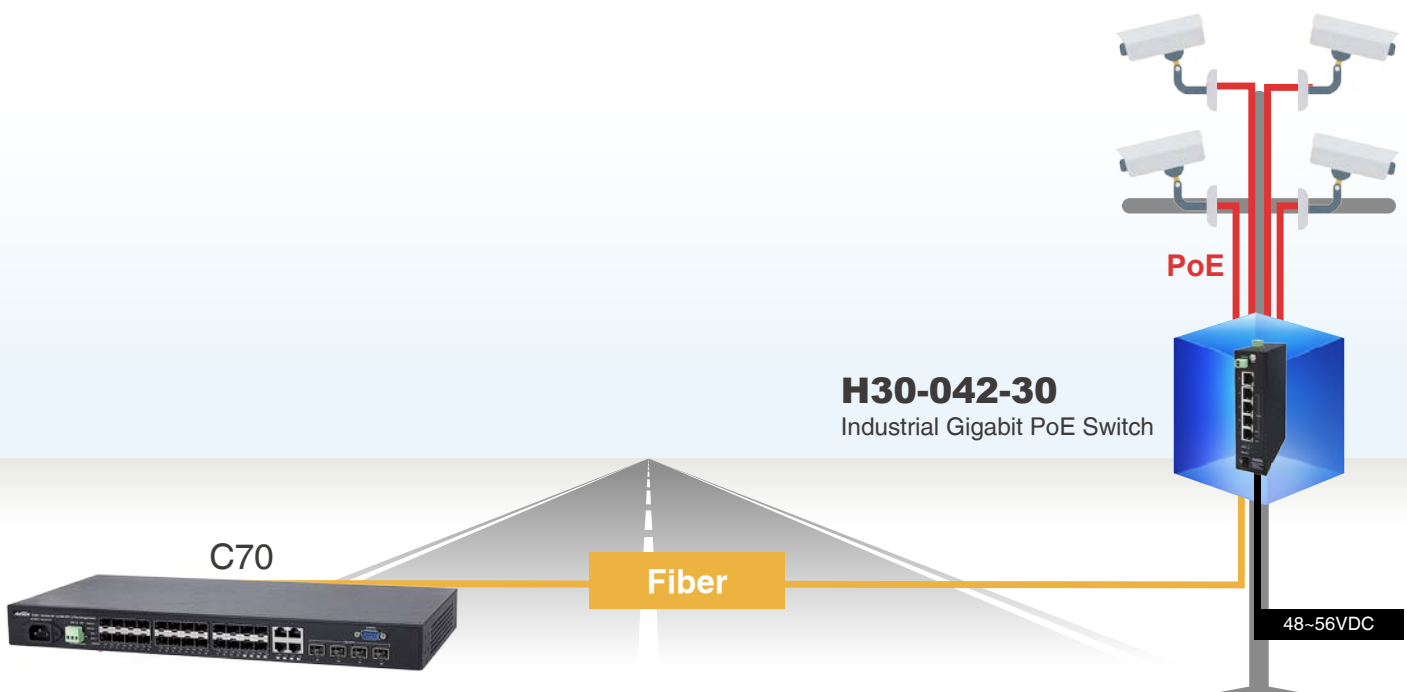 PoE
H30-042-30
Industrial Gigabit PoE Switch
C70
Fiber
48~56VDC